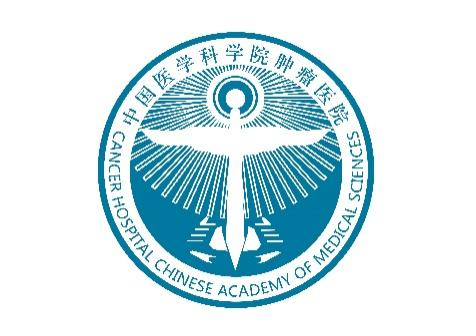 中国医学科学院肿瘤医院
CANCER HOSPITAL CHINESE ACADEMY OF MEDICAL SCIENCES